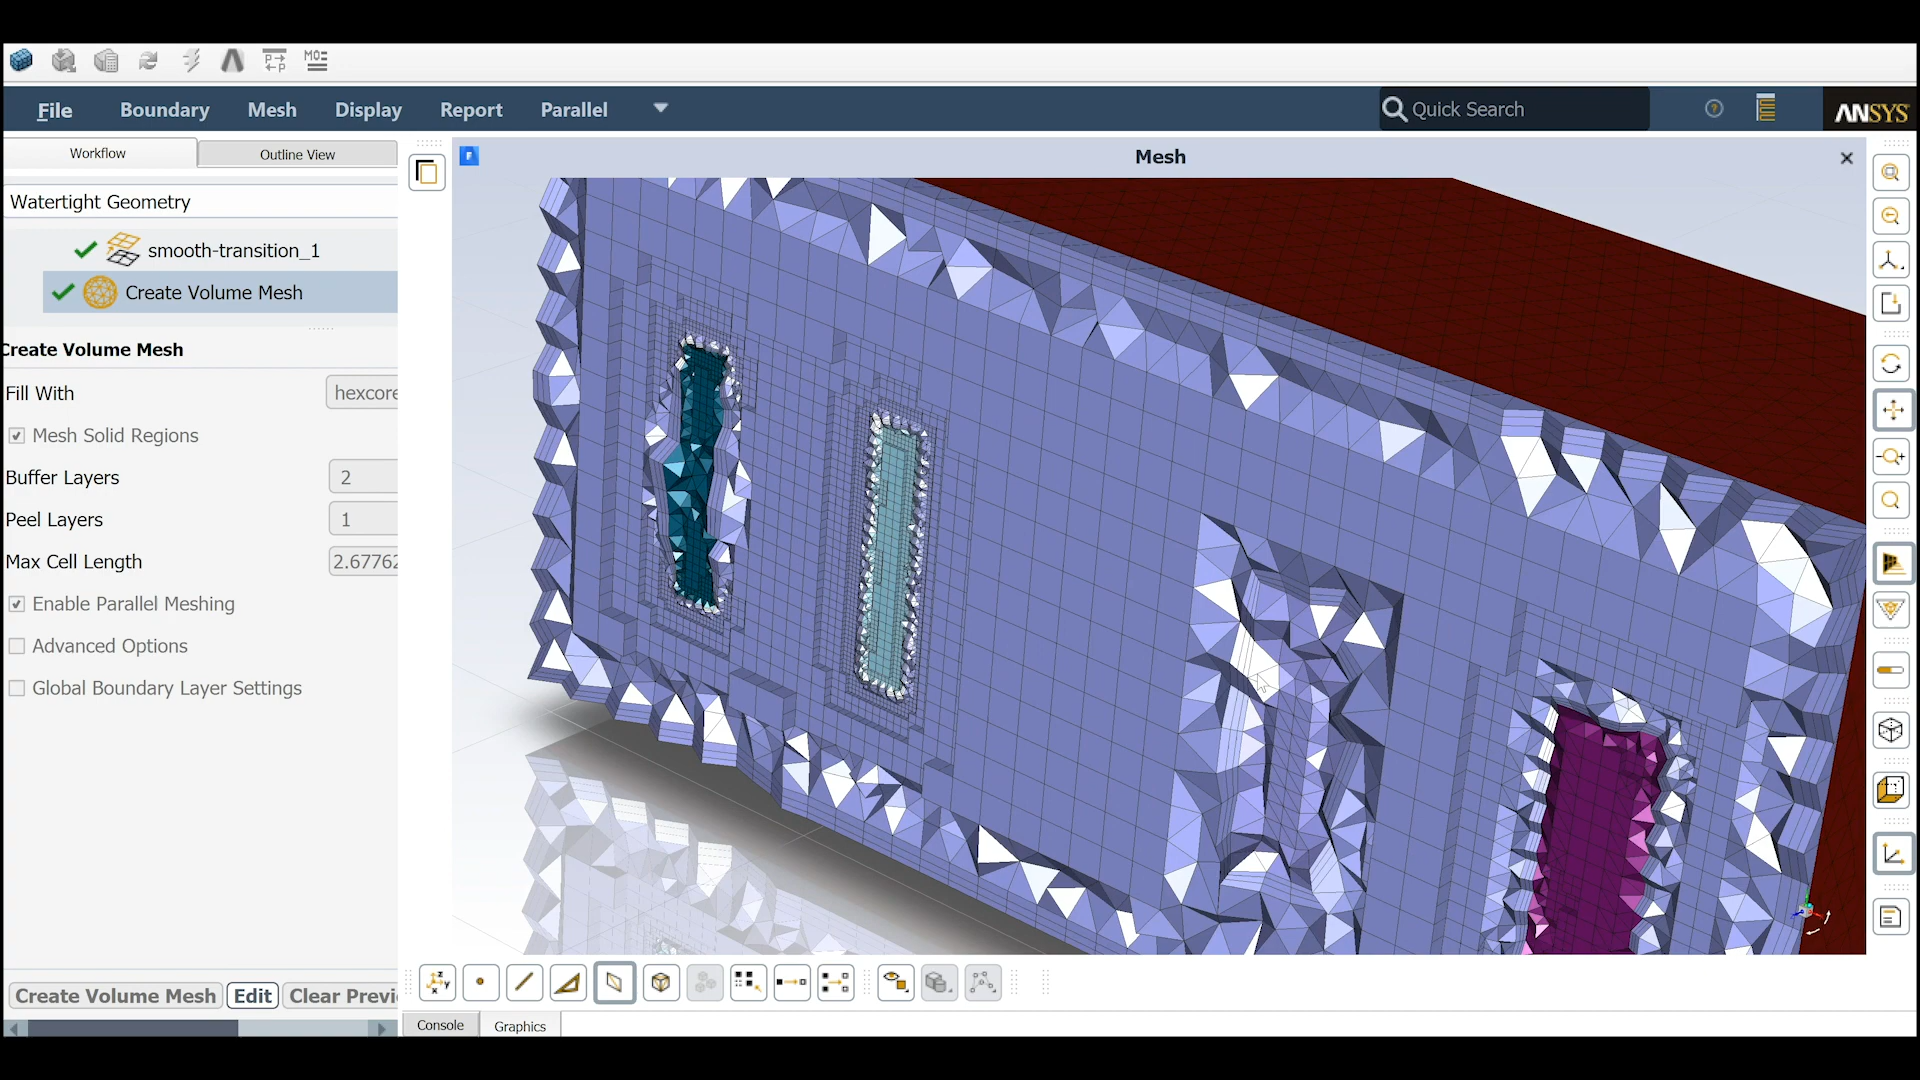 MO=
File Boundary Mesh Display Report Parallel Quick Search ANSYS
Workflow Outline View Mesh
Watertight Geometry
smooth-transition_1
Create Volume Mesh
Create Volume Mesh
Fill With hexcore
Mesh Solid Regions
Buffer Layers 2
Peel Layers 1
Max Cell Length 2.67762
Enable Parallel Meshing
Advanced Options
Global Boundary Layer Settings
Create Volume Mesh Edit Clear Previ
Console Graphics